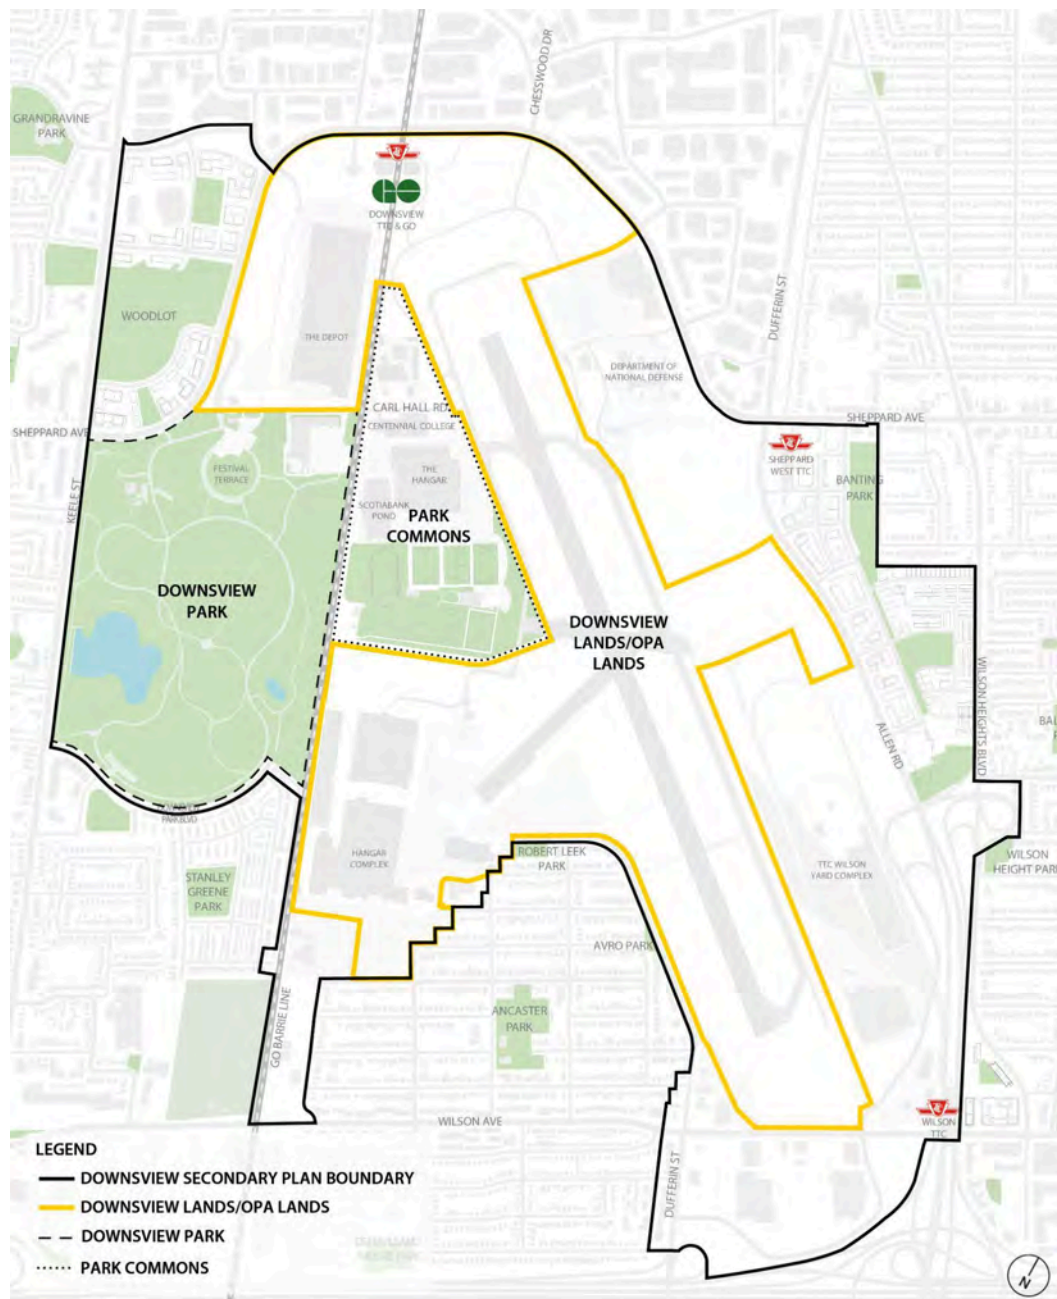 CHESSWOOD DR
GRANDRAVINE
PARK
DOWNSVIEW
TTC & GO
DUFFERIN ST
WOODLOT
THE DEPOT
DEPARTMENT OF
NATIONAL DEFENSE
CARL HALL RD
CENTENNIAL COLLEGE
SHEPPARD AVE
SHEPPARD AVE
SHEPPARD
WEST TTC
FESTIVAL
TERRACE
THE
HANGAR
BANTING
PARK
KEELE ST
SCOTIABANK
POND
PARK
COMMONS
DOWNSVIEW
PARK
DOWNSVIEW
LANDS/OPA
LANDS
WILSON HEIGHTS BLVD
ALLEN RD
HANGAR
COMPLEX
ROBERT LEEK
PARK
TTC WILSON
YARD COMPLEX
WILSON
HEIGHT PARK
STANLEY
GREENE
PARK
AVRO PARK
ANCASTER
PARK
GO BARRIE LINE
WILSON AVE
WILSON
TTC
DUFFERIN ST
LEGEND
DOWNSVIEW SECONDARY PLAN BOUNDARY
DOWNSVIEW LANDS/OPA LANDS
DOWNSVIEW PARK
PARK COMMONS
N